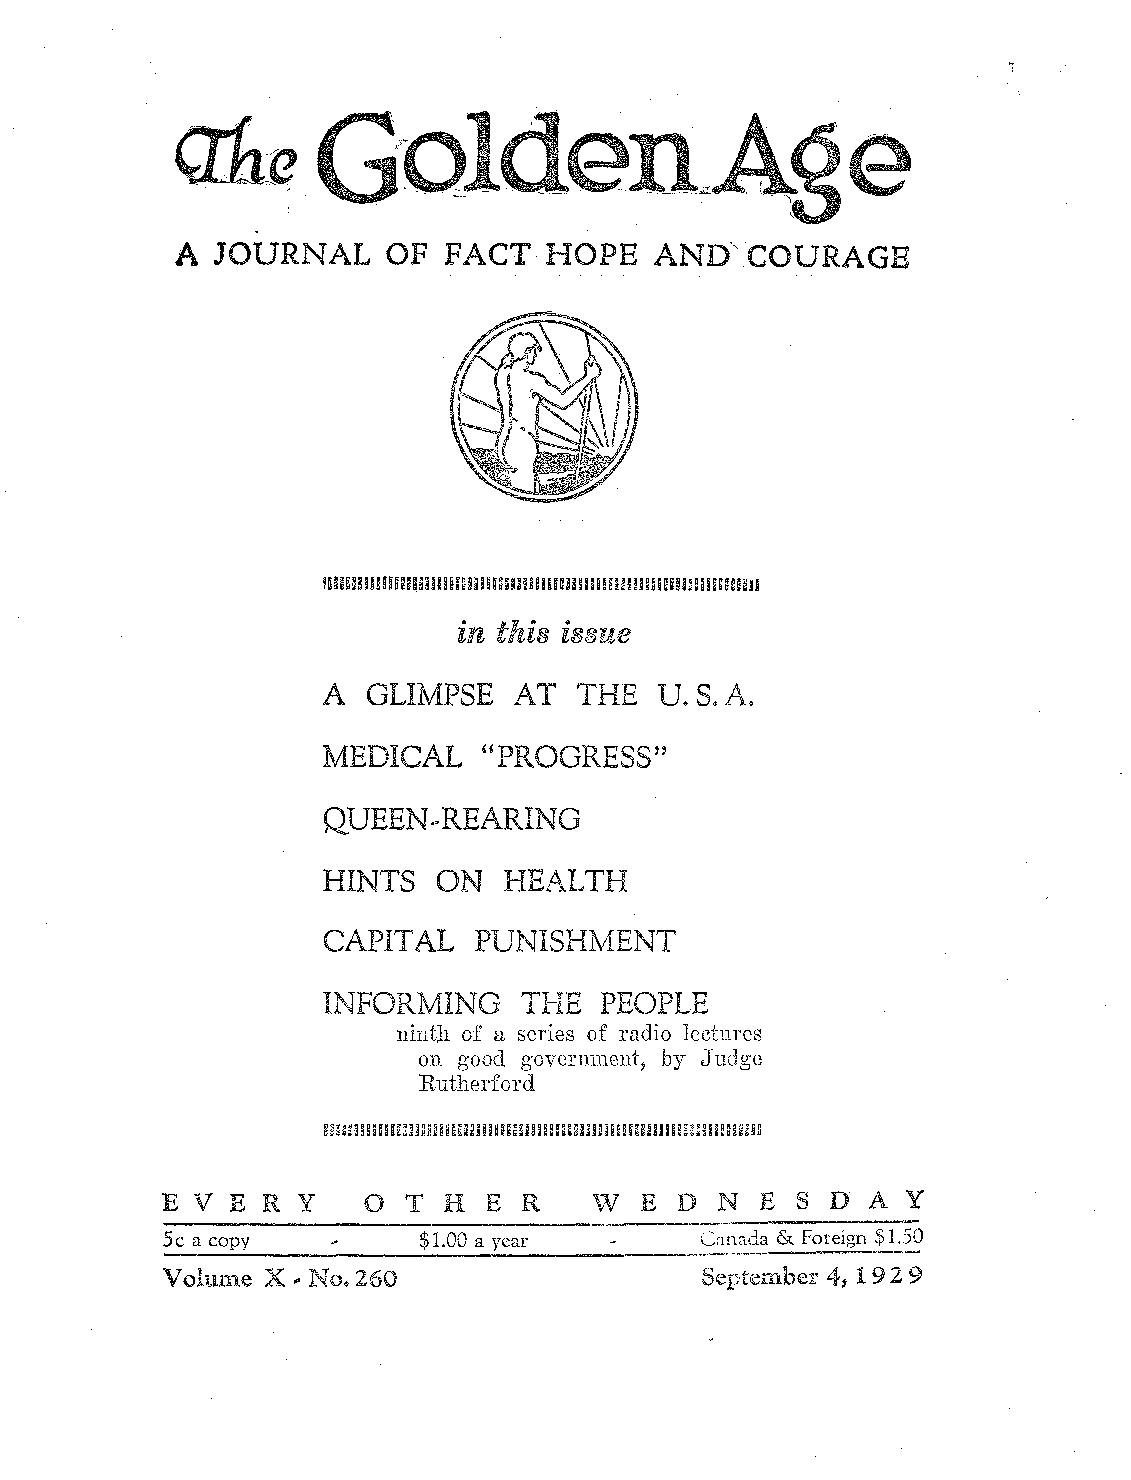 The Golden Age
A JOURNAL OF FACT HOPE AND COURAGE
in this issue
A GLIMPSE AT THE U. S. A.
MEDICAL “PROGRESS”
QUEEN-REARING
HINTS ON HEALTH
CAPITAL PUNISHMENT
INFORMING THE PEOPLE
ninth of a series of radio lectures
on good government, by Judge
Rutherford
EVERY OTHER WEDNESDAY
5c a copy - $1.00 a year - Canada & Foreign $1.50
Volume X - No. 260 September 4, 1929